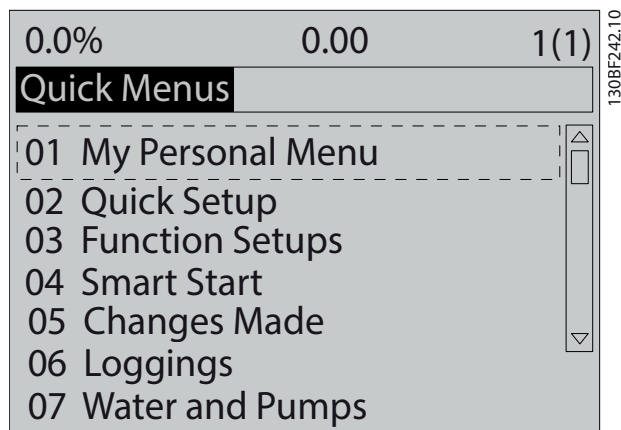 0.0% 0.00 1(1)
Quick Menus
01 My Personal Menu
02 Quick Setup
03 Function Setups
04 Smart Start
05 Changes Made
06 Loggings
07 Water and Pumps
130BF242.10